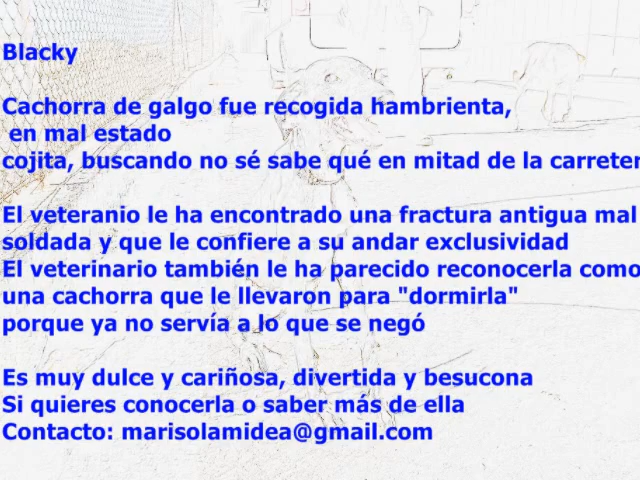 Blacky
Cachorra de galgo fue recogida hambrienta,
en mal estado
cojita, buscando no sé sabe qué en mitad de la carreter
El veteranio le ha encontrado una fractura antigua mal
soldada y que le confiere a su andar exclusividad
El veterinario también le ha parecido reconocerla como
una cachorra que le llevaron para "dormirla"
porque ya no servía a lo que se negó
Es muy dulce y cariñosa, divertida y besucona
Si quieres conocerla o saber más de ella
Contacto: marisolamidea@gmail.com